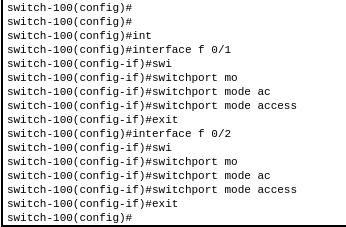 switch-100(config)#
switch-100(config)#
switch-100(config)#int
switch-100(config)#interface f 0/1
switch-100(config-if)#swi
switch-100(config-if)#switchport mo
switch-100(config-if)#switchport mode ac
switch-100(config-if)#switchport mode access
switch-100(config-if)#exit
switch-100(config)#interface f 0/2
switch-100(config-if)#swi
switch-100(config-if)#switchport mo
switch-100(config-if)#switchport mode ac
switch-100(config-if)#switchport mode access
switch-100(config-if)#exit
switch-100(config)#